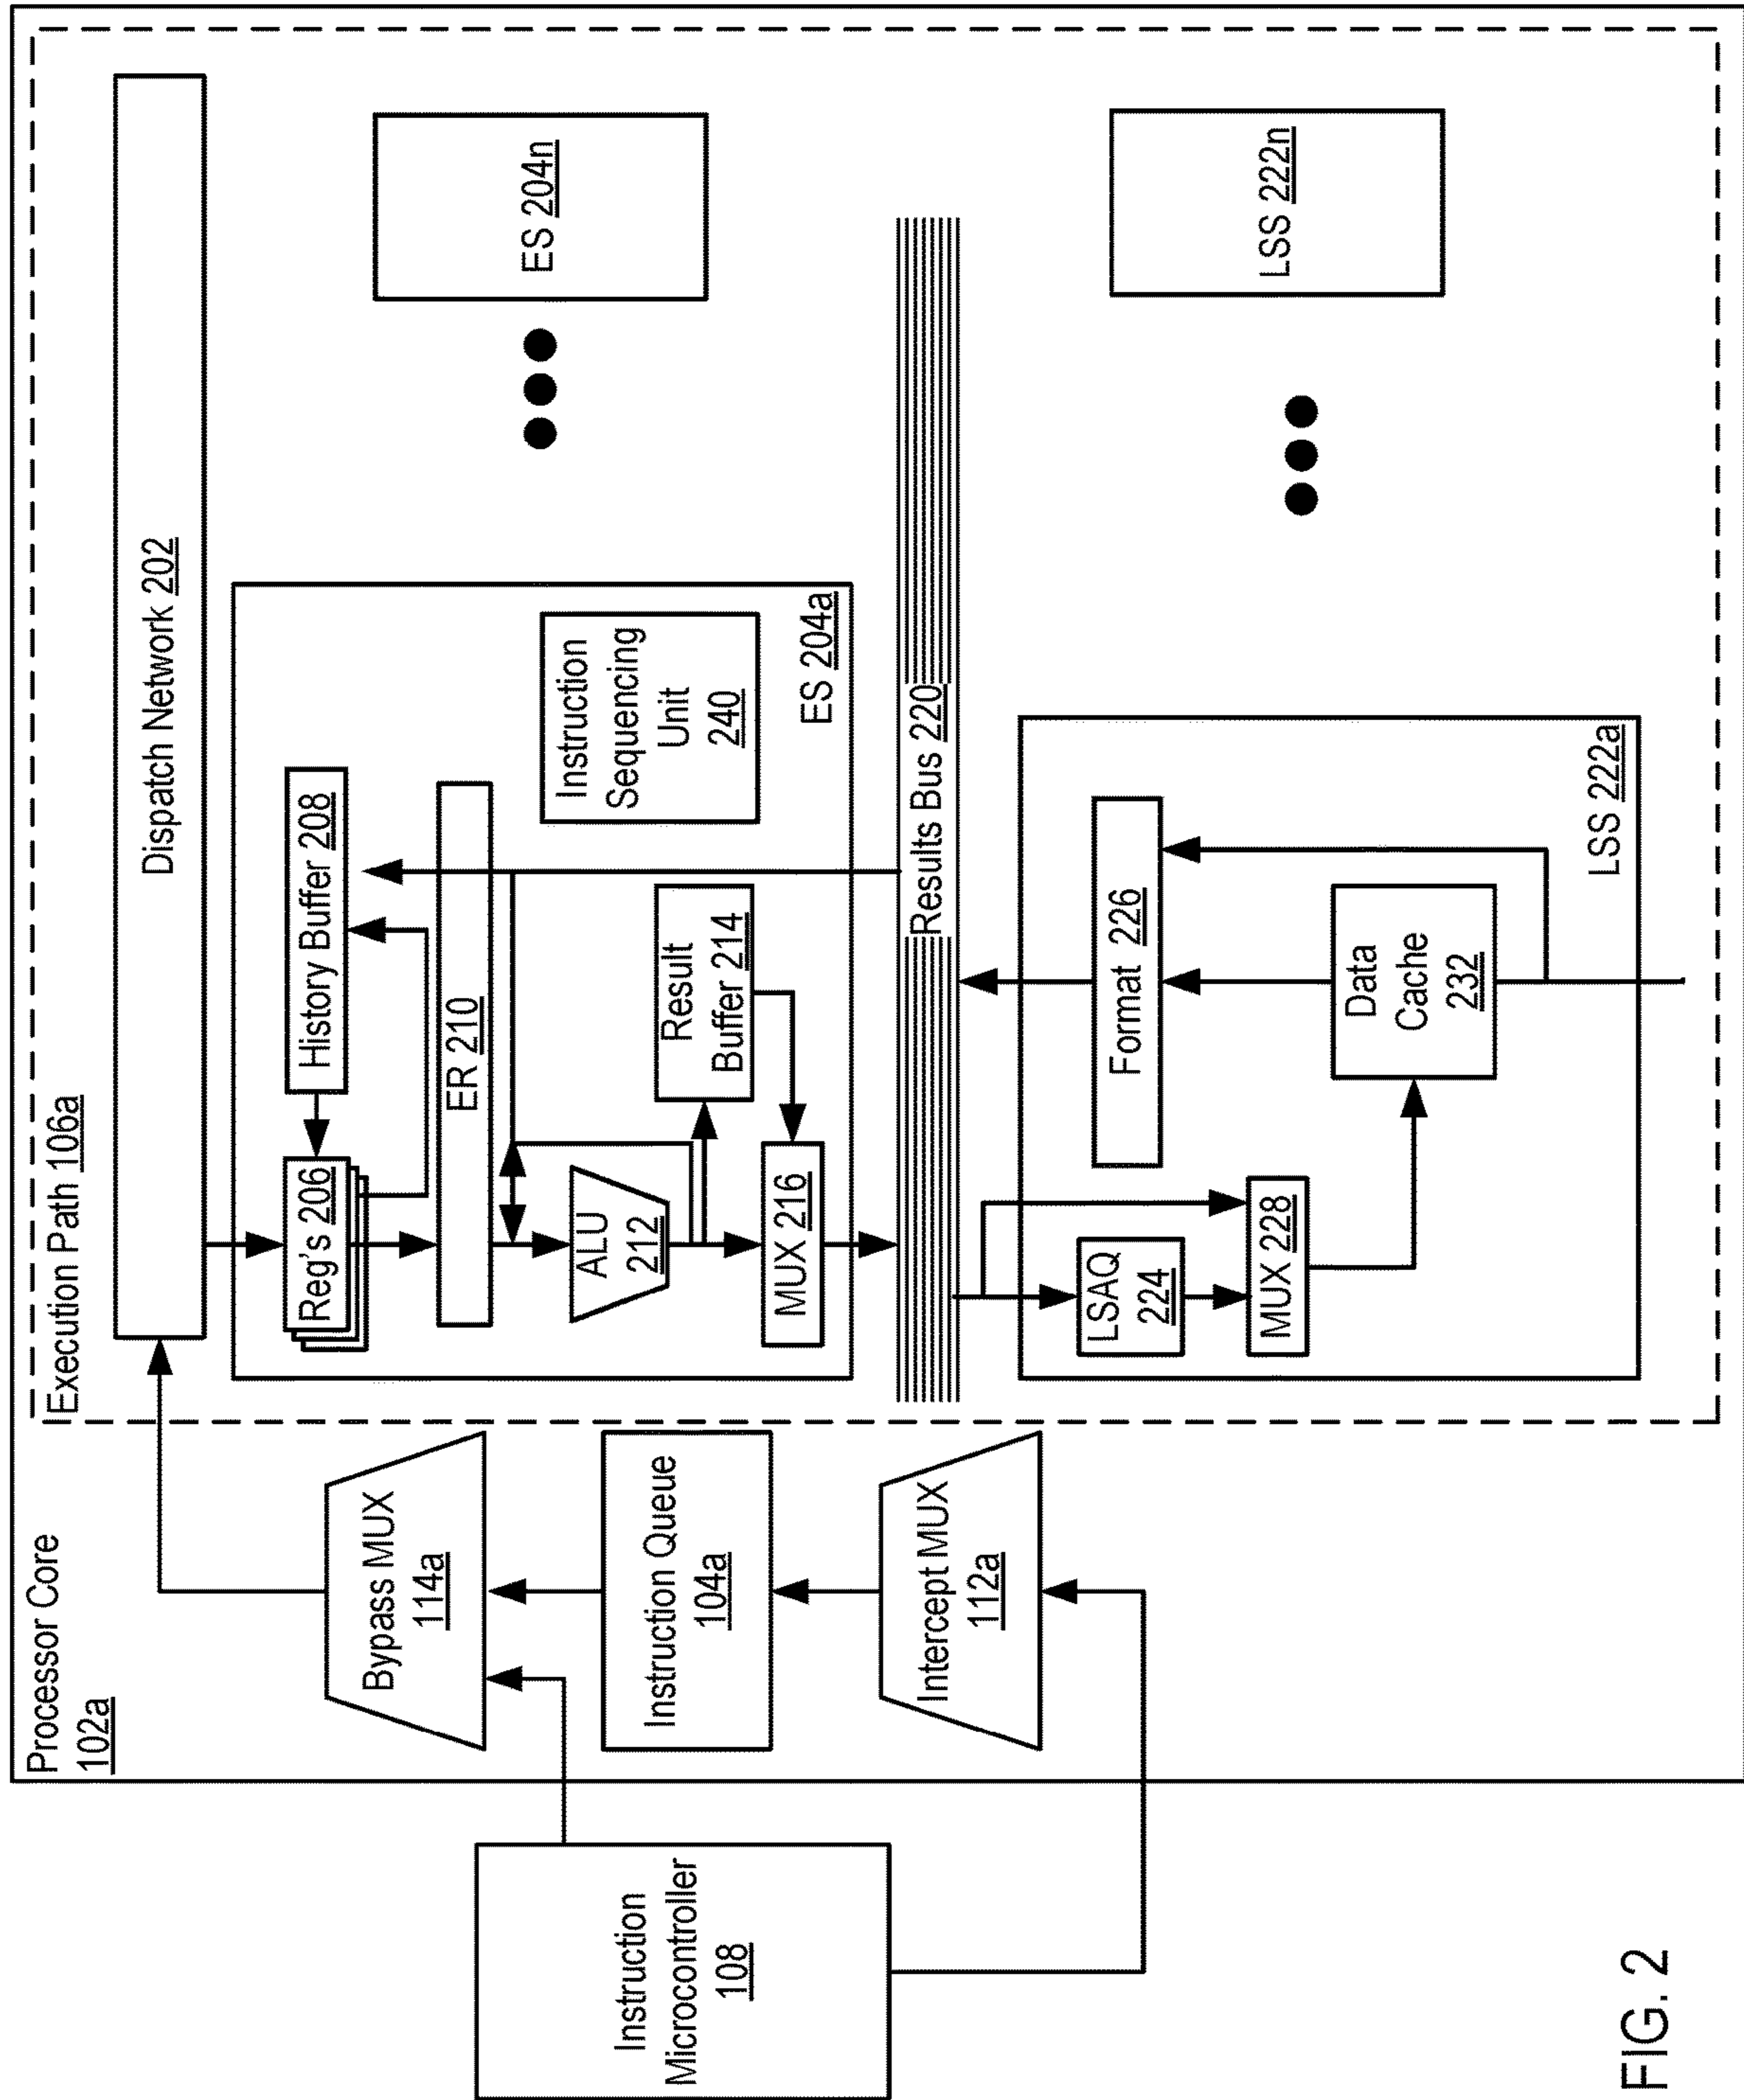 Processor Core
102a
Execution Path 106a
Dispatch Network 202
Instruction
Microcontroller
108
Bypass MUX
114a
Instruction Queue
104a
Intercept MUX
112a
Reg's 206
History Buffer 208
ER 210
ALU
212
Result
Buffer 214
MUX 216
Instruction
Sequencing
Unit
240
ES 204a
ES 204n
Results Bus 220
LSAQ
224
MUX 228
Format 226
Data
Cache
232
LSS 222a
LSS 222n
FIG. 2